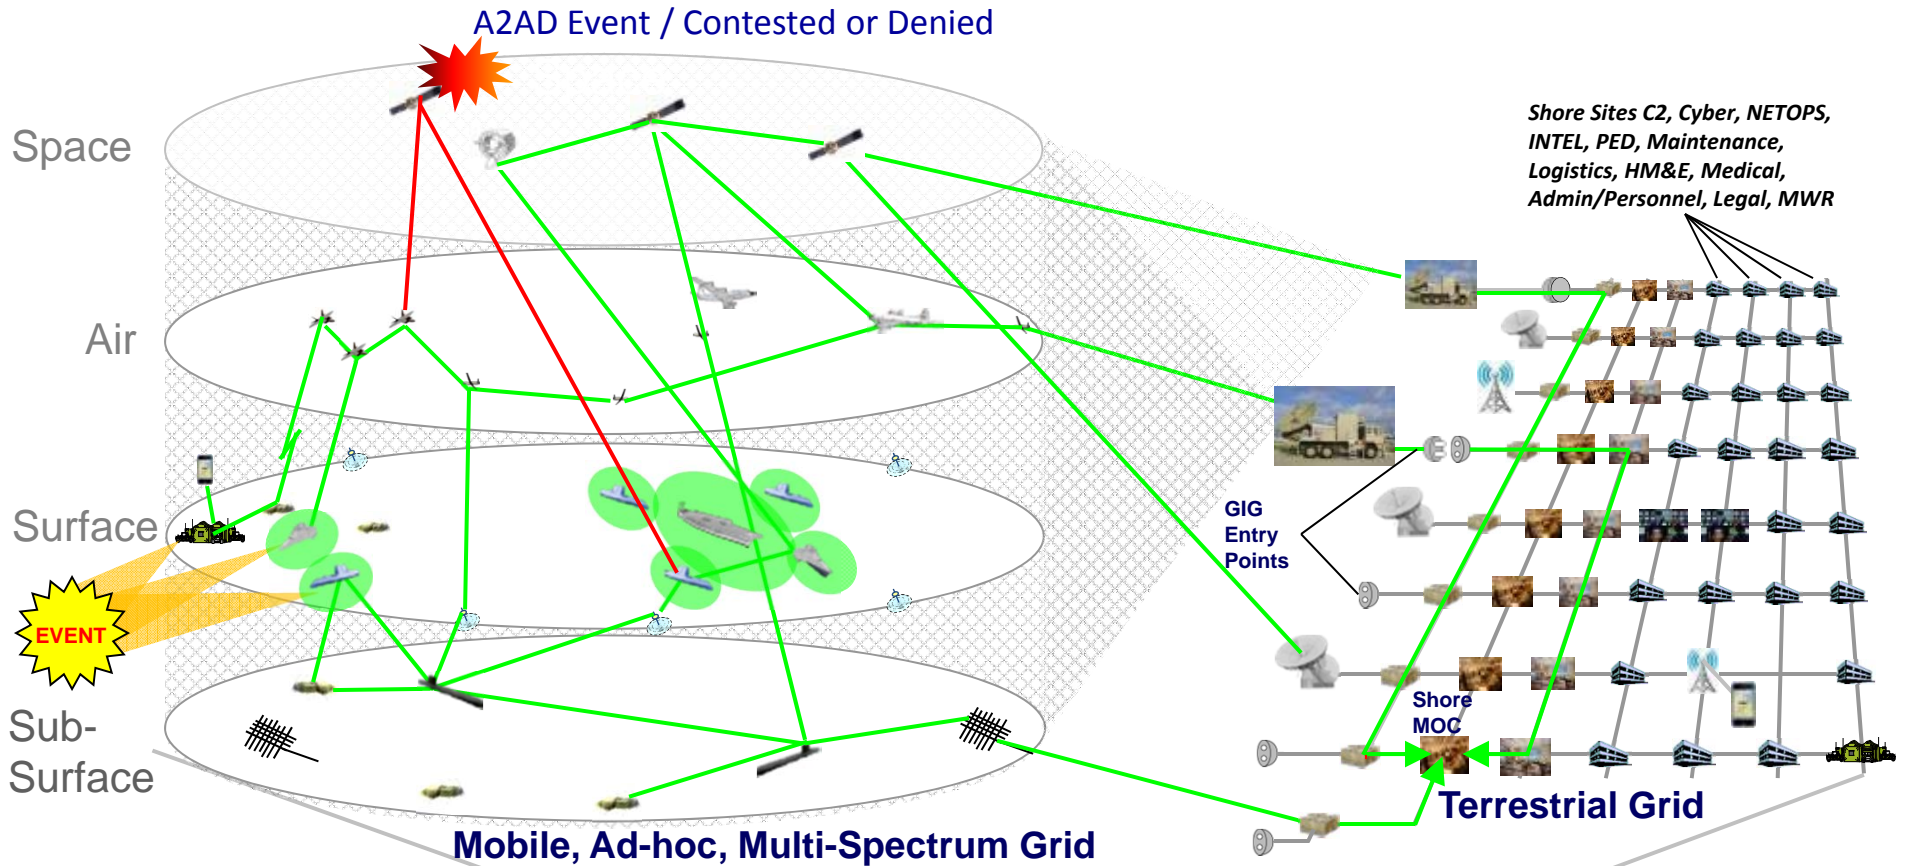 A2AD Event / Contested or Denied
Space
Air
Surface
Sub-
Surface
EVENT
Shore Sites C2, Cyber, NETOPS,
INTEL, PED, Maintenance,
Logistics, HM&E, Medical,
Admin/Personnel, Legal, MWR
GIG
Entry
Points
Shore
MOC
Terrestrial Grid
Mobile, Ad-hoc, Multi-Spectrum Grid